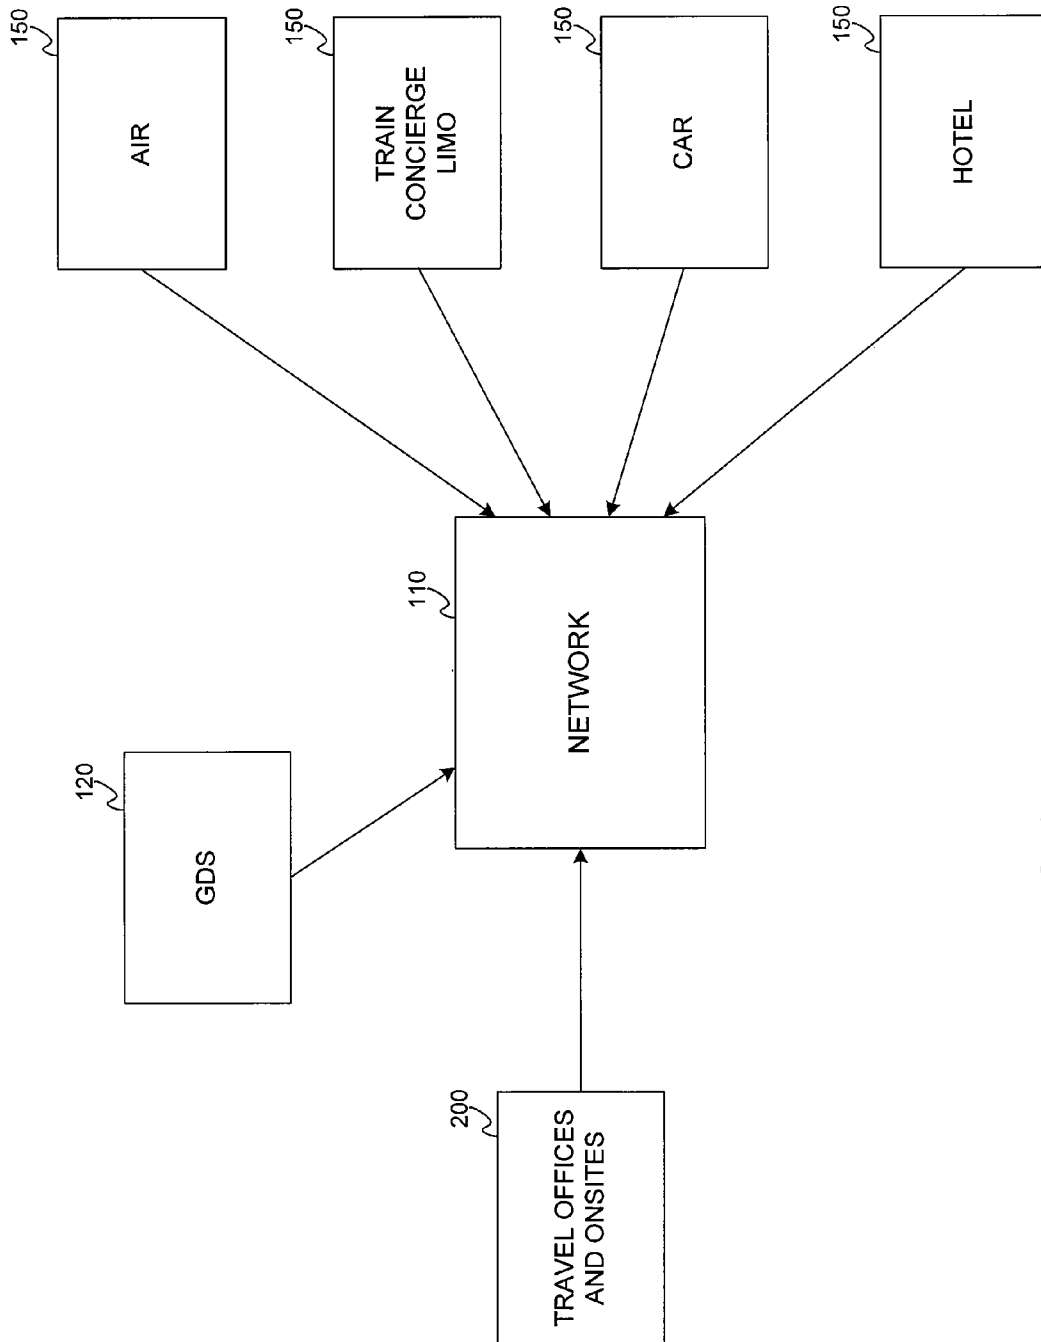 150
AIR
150
TRAIN
CONCIERGE
LIMO
150
CAR
150
HOTEL
110
NETWORK
120
GDS
200
TRAVEL OFFICES
AND ONSITES